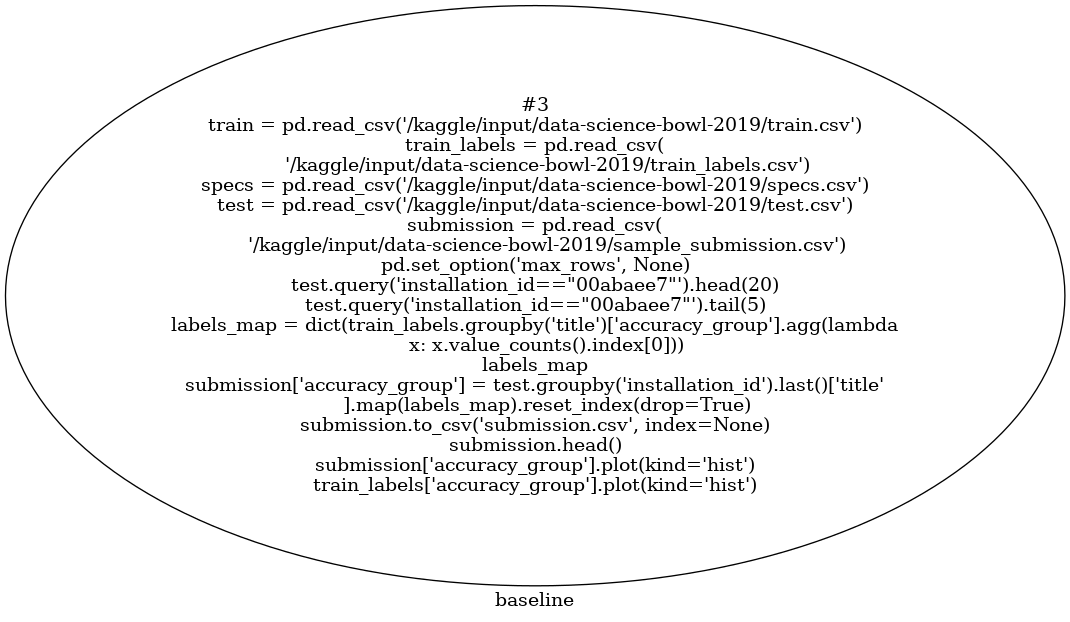 #3
train = pd.read_csv('/kaggle/input/data-science-bowl-2019/train.csv')
train_labels = pd.read_csv(
'/kaggle/input/data-science-bowl-2019/train_labels.csv')
specs = pd.read_csv('/kaggle/input/data-science-bowl-2019/specs.csv')
test = pd.read_csv('/kaggle/input/data-science-bowl-2019/test.csv')
submission = pd.read_csv(
'/kaggle/input/data-science-bowl-2019/sample_submission.csv')
pd.set_option('max_rows', None)
test.query('installation_id=="00abaee7"').head(20)
test.query('installation_id=="00abaee7"').tail(5)
labels_map = dict(train_labels.groupby('title')['accuracy_group'].agg(lambda
x: x.value_counts().index[0]))
labels_map
submission['accuracy_group'] = test.groupby('installation_id').last()['title'
].map(labels_map).reset_index(drop=True)
submission.to_csv('submission.csv', index=None)
submission.head()
submission['accuracy_group'].plot(kind='hist')
train_labels['accuracy_group'].plot(kind='hist')
baseline